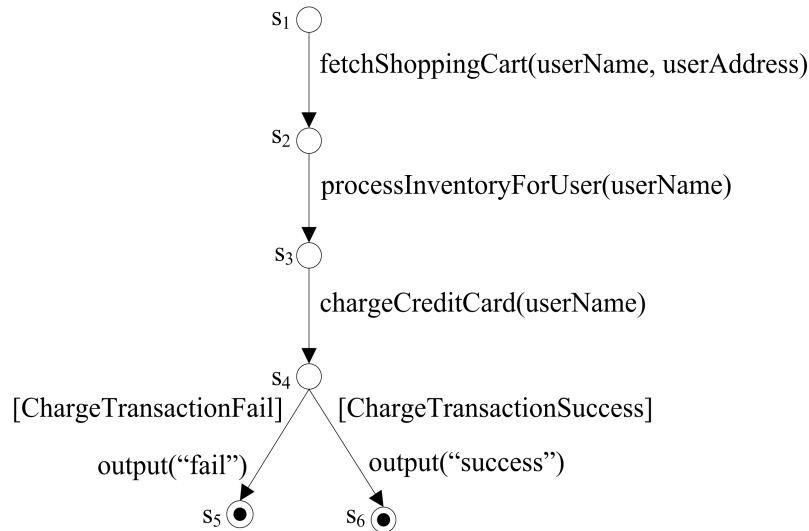 s1
fetchShoppingCart(userName, userAddress)
s2
processInventoryForUser(userName)
s3
chargeCreditCard(userName)
s4
[ChargeTransactionFail] [ChargeTransactionSuccess]
output(“fail”) output(“success”)
s5 s6